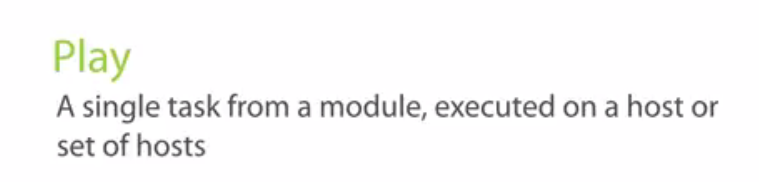 Play
A single task from a module, executed on a host or
set of hosts